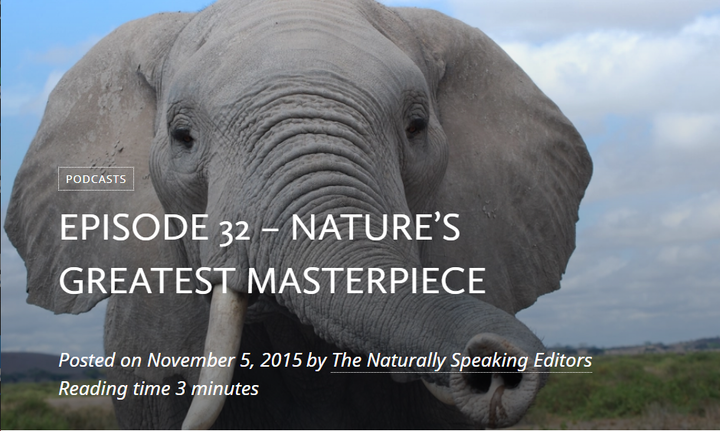 PODCASTS
EPISODE 32 – NATURE’S
GREATEST MASTERPIECE
Posted on November 5, 2015 by The Naturally Speaking Editors
Reading time 3 minutes